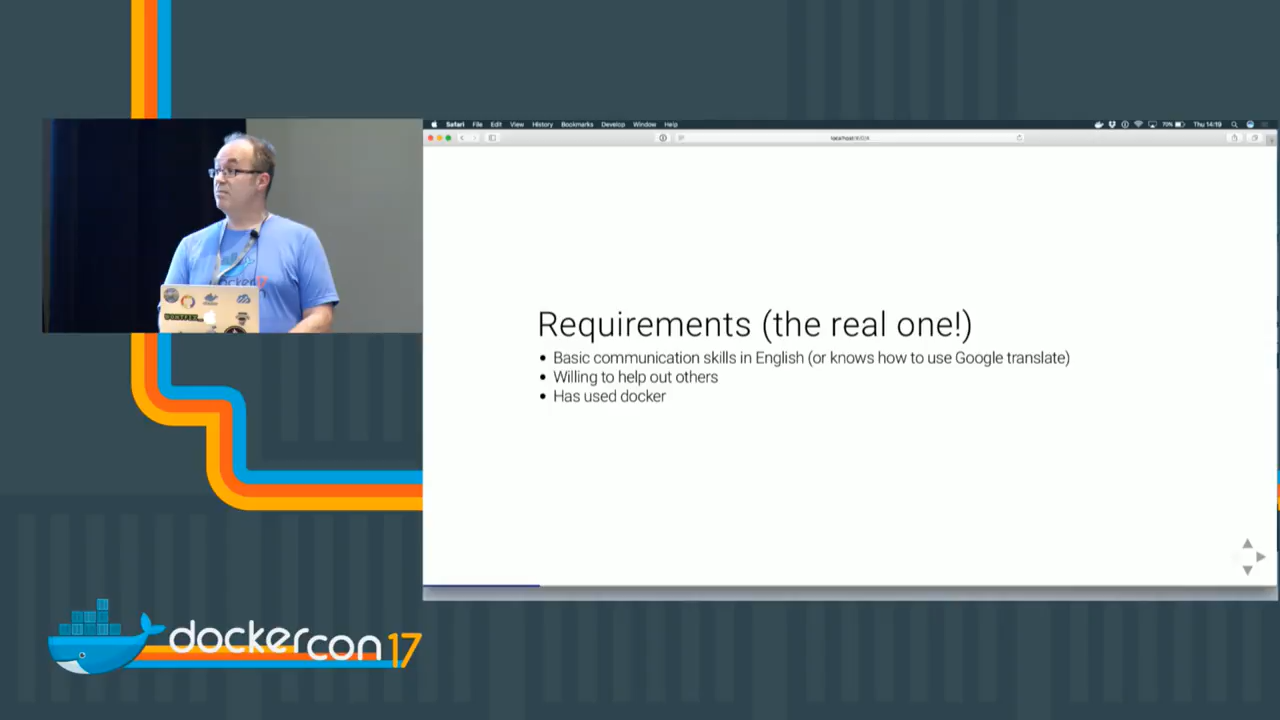 Safari File Edit View History Bookmarks Develop Window Help
70% Thu 14:19
Requirements (the real one!)
• Basic communication skills in English (or knows how to use Google translate)
• Willing to help out others
• Has used docker
dockercon 17